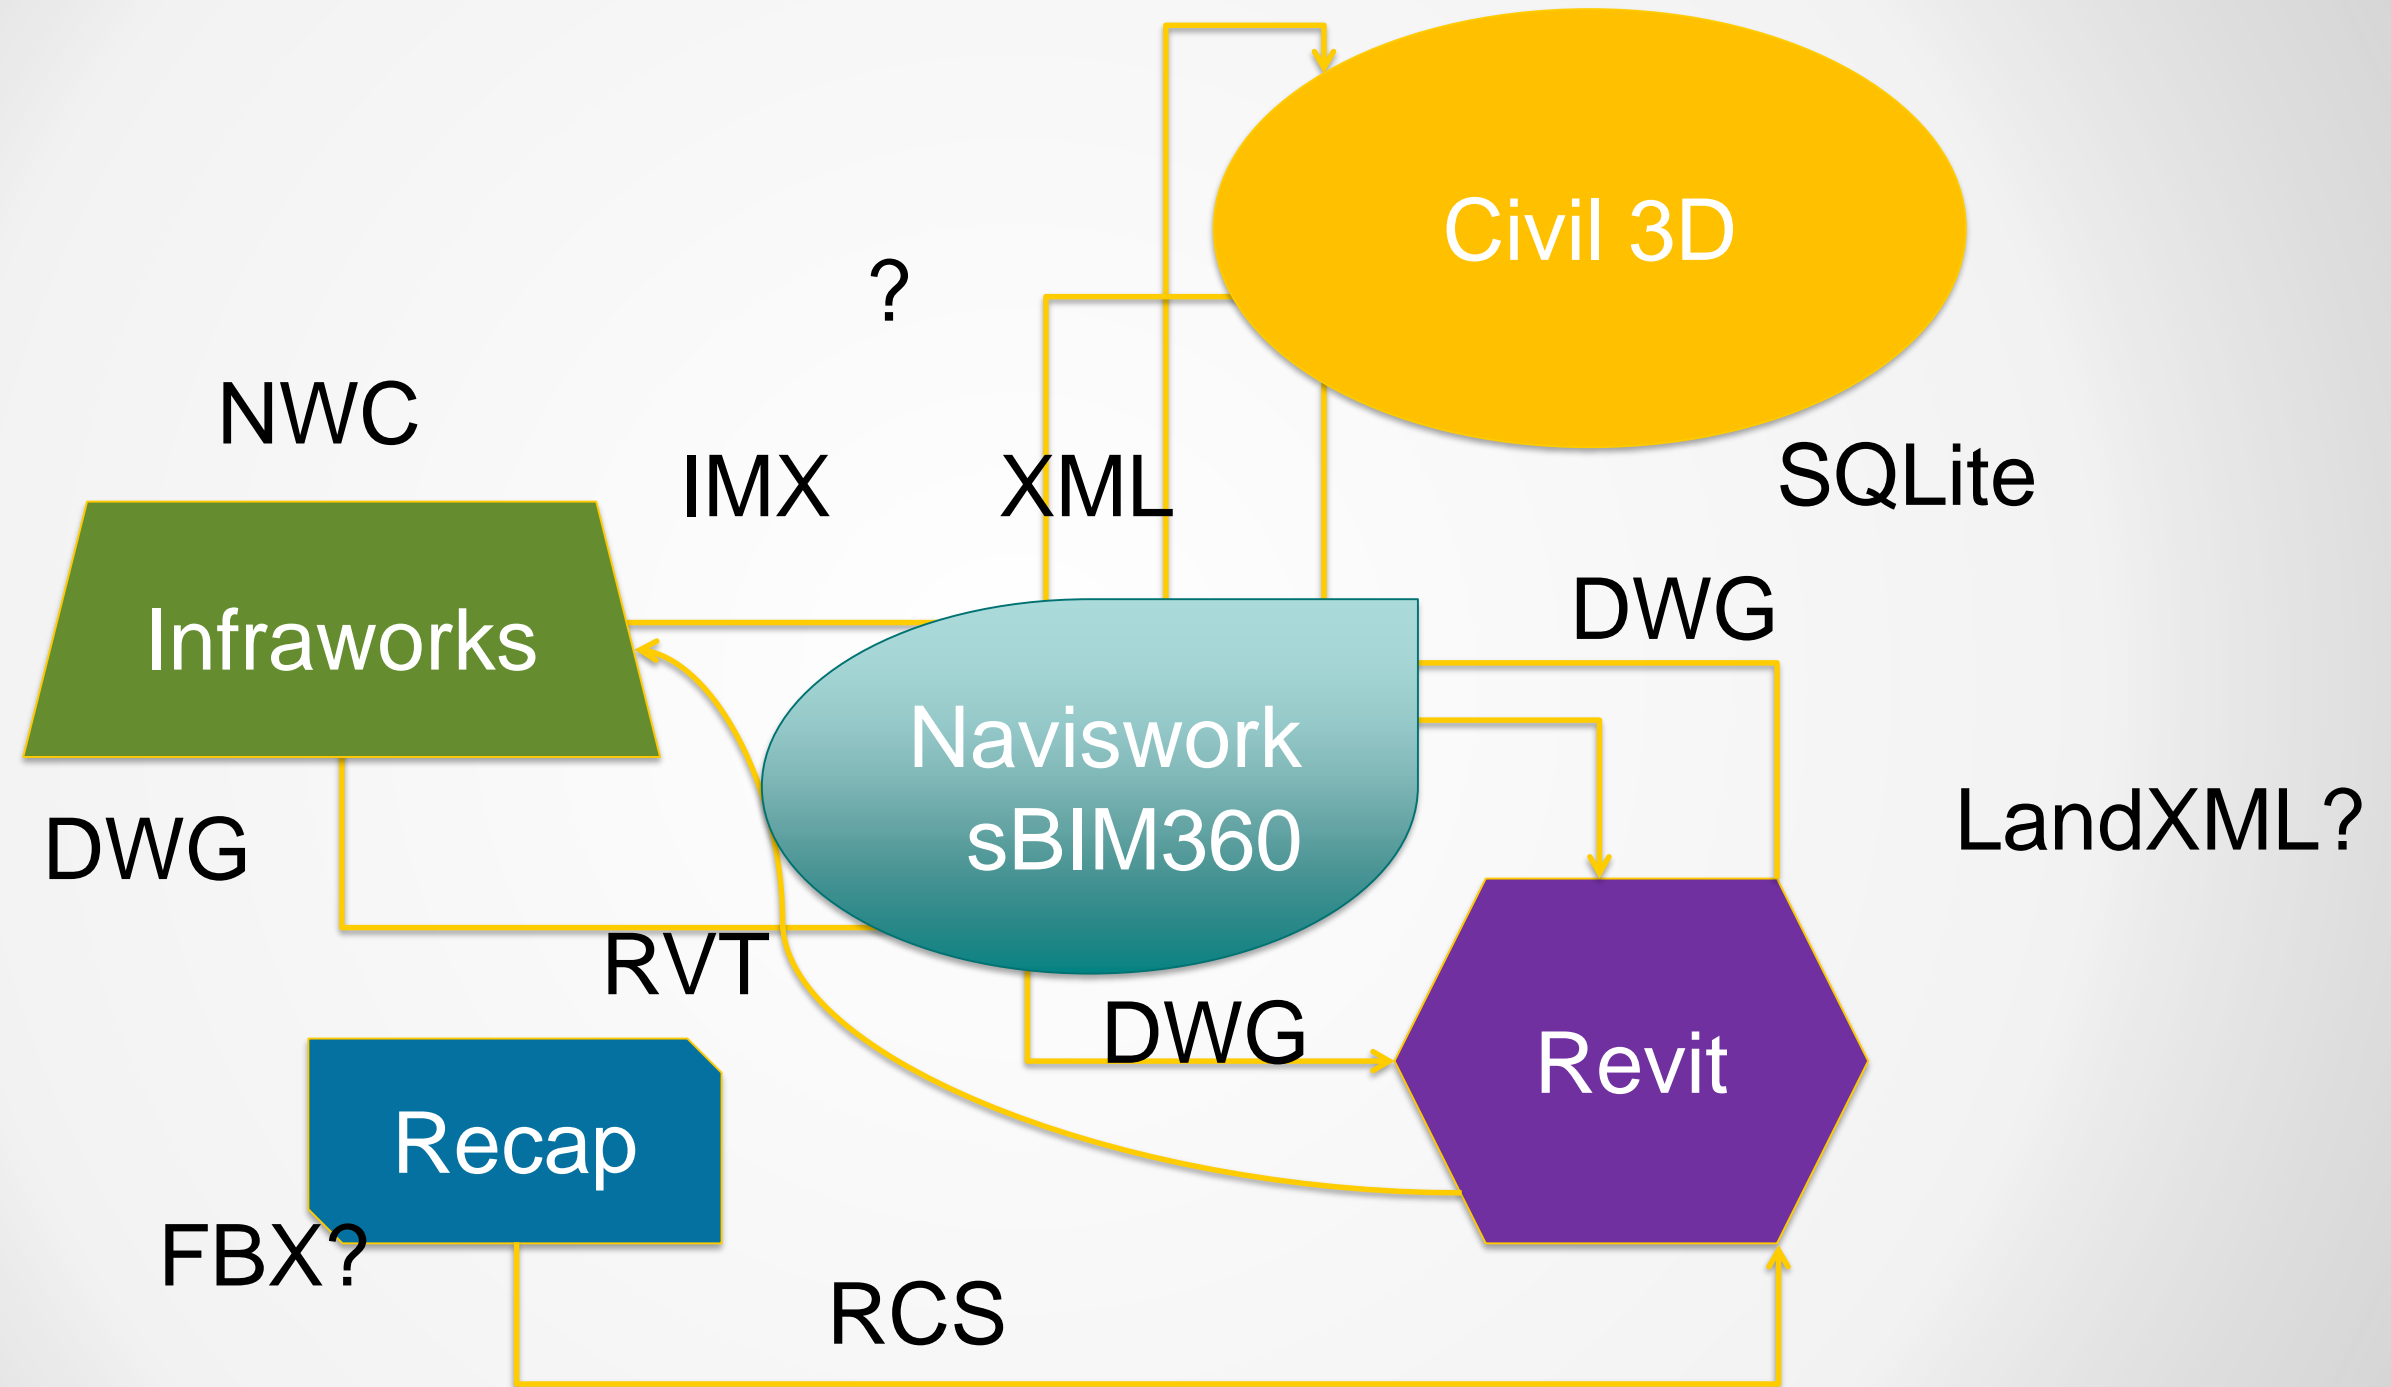 Civil 3D
?
NWC
IMX
XML
SQLite
DWG
Infraworks
Naviswork
sBIM360
LandXML?
DWG
RVT
DWG
Revit
Recap
FBX?
RCS